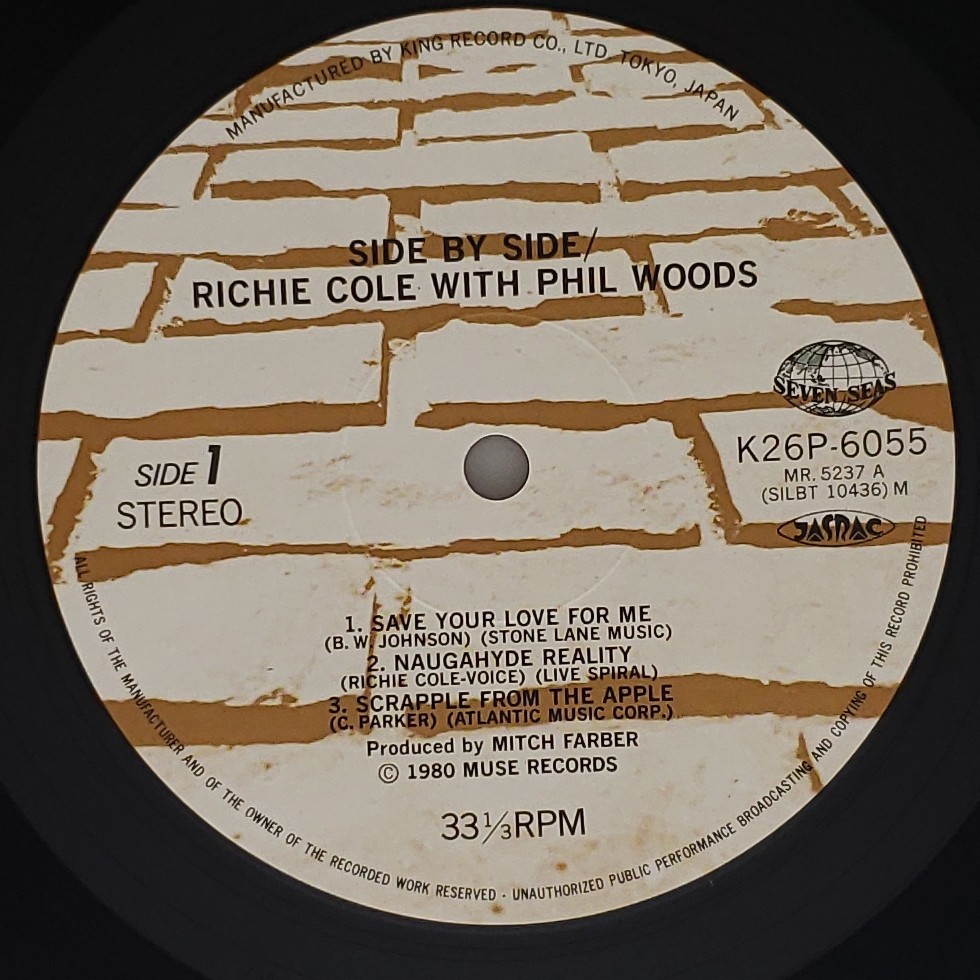 MANUFACTURED BY KING RECORD CO., LTD. TOKYO, JAPAN
SIDE BY SIDE/
RICHIE COLE WITH PHIL WOODS
SEVEN SEAS
K26P-6055
MR. 5237 A
(SILBT 10436) M
JASRAC
SIDE 1
STEREO
1. SAVE YOUR LOVE FOR ME
(B. W. JOHNSON) (STONE LANE MUSIC)
2. NAUGAHYDE REALITY
(RICHIE COLE-VOICE) (LIVE SPIRAL)
3. SCRAPPLE FROM THE APPLE
(C. PARKER) (ATLANTIC MUSIC CORP.)
Produced by MITCH FARBER
© 1980 MUSE RECORDS
33 1/3 RPM
ALL RIGHTS OF THE MANUFACTURER AND OF THE OWNER OF THE RECORDED WORK RESERVED · UNAUTHORIZED PUBLIC PERFORMANCE BROADCASTING AND COPYING OF THIS RECORD PROHIBITED